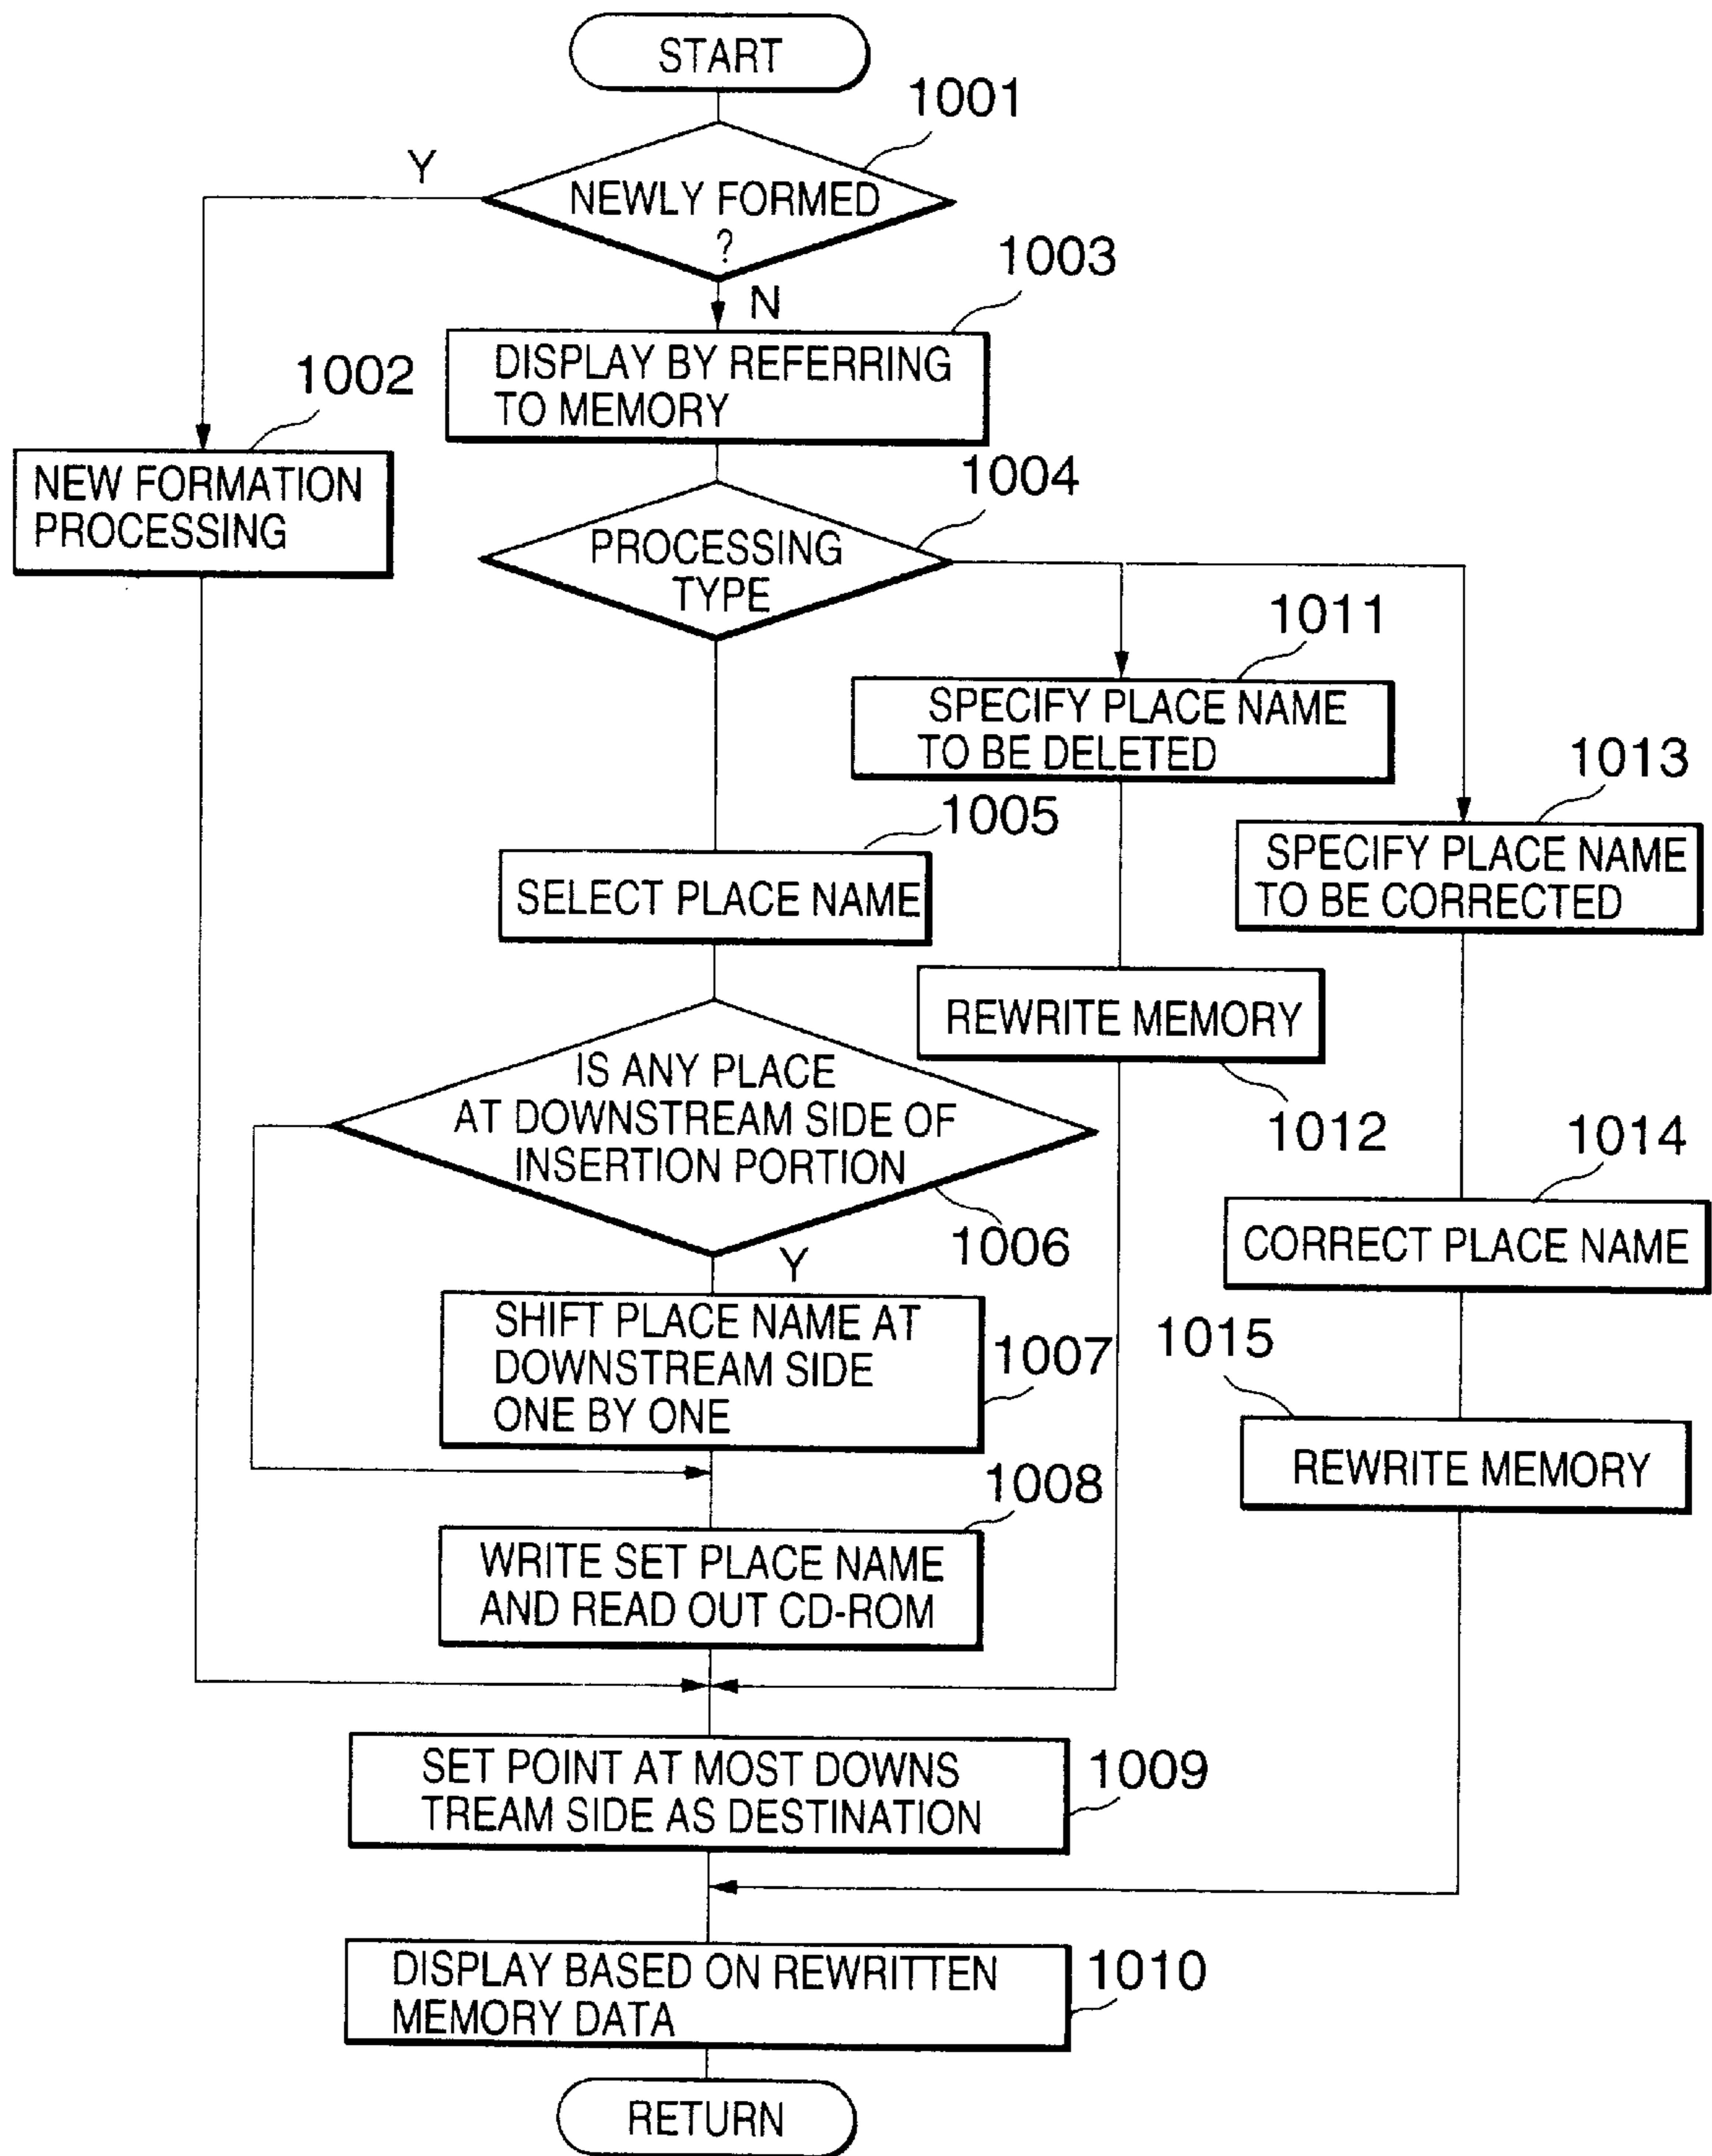 START
1001
Y
NEWLY FORMED
?
1003
N
DISPLAY BY REFERRING
TO MEMORY
1002
NEW FORMATION
PROCESSING
1004
PROCESSING
TYPE
1011
SPECIFY PLACE NAME
TO BE DELETED
1013
SPECIFY PLACE NAME
TO BE CORRECTED
1005
SELECT PLACE NAME
REWRITE MEMORY
1012
IS ANY PLACE
AT DOWNSTREAM SIDE OF
INSERTION PORTION
1006
Y
1014
CORRECT PLACE NAME
SHIFT PLACE NAME AT
DOWNSTREAM SIDE
ONE BY ONE
1007
1015
REWRITE MEMORY
1008
WRITE SET PLACE NAME
AND READ OUT CD-ROM
SET POINT AT MOST DOWNS
TREAM SIDE AS DESTINATION
1009
DISPLAY BASED ON REWRITTEN
MEMORY DATA
1010
RETURN